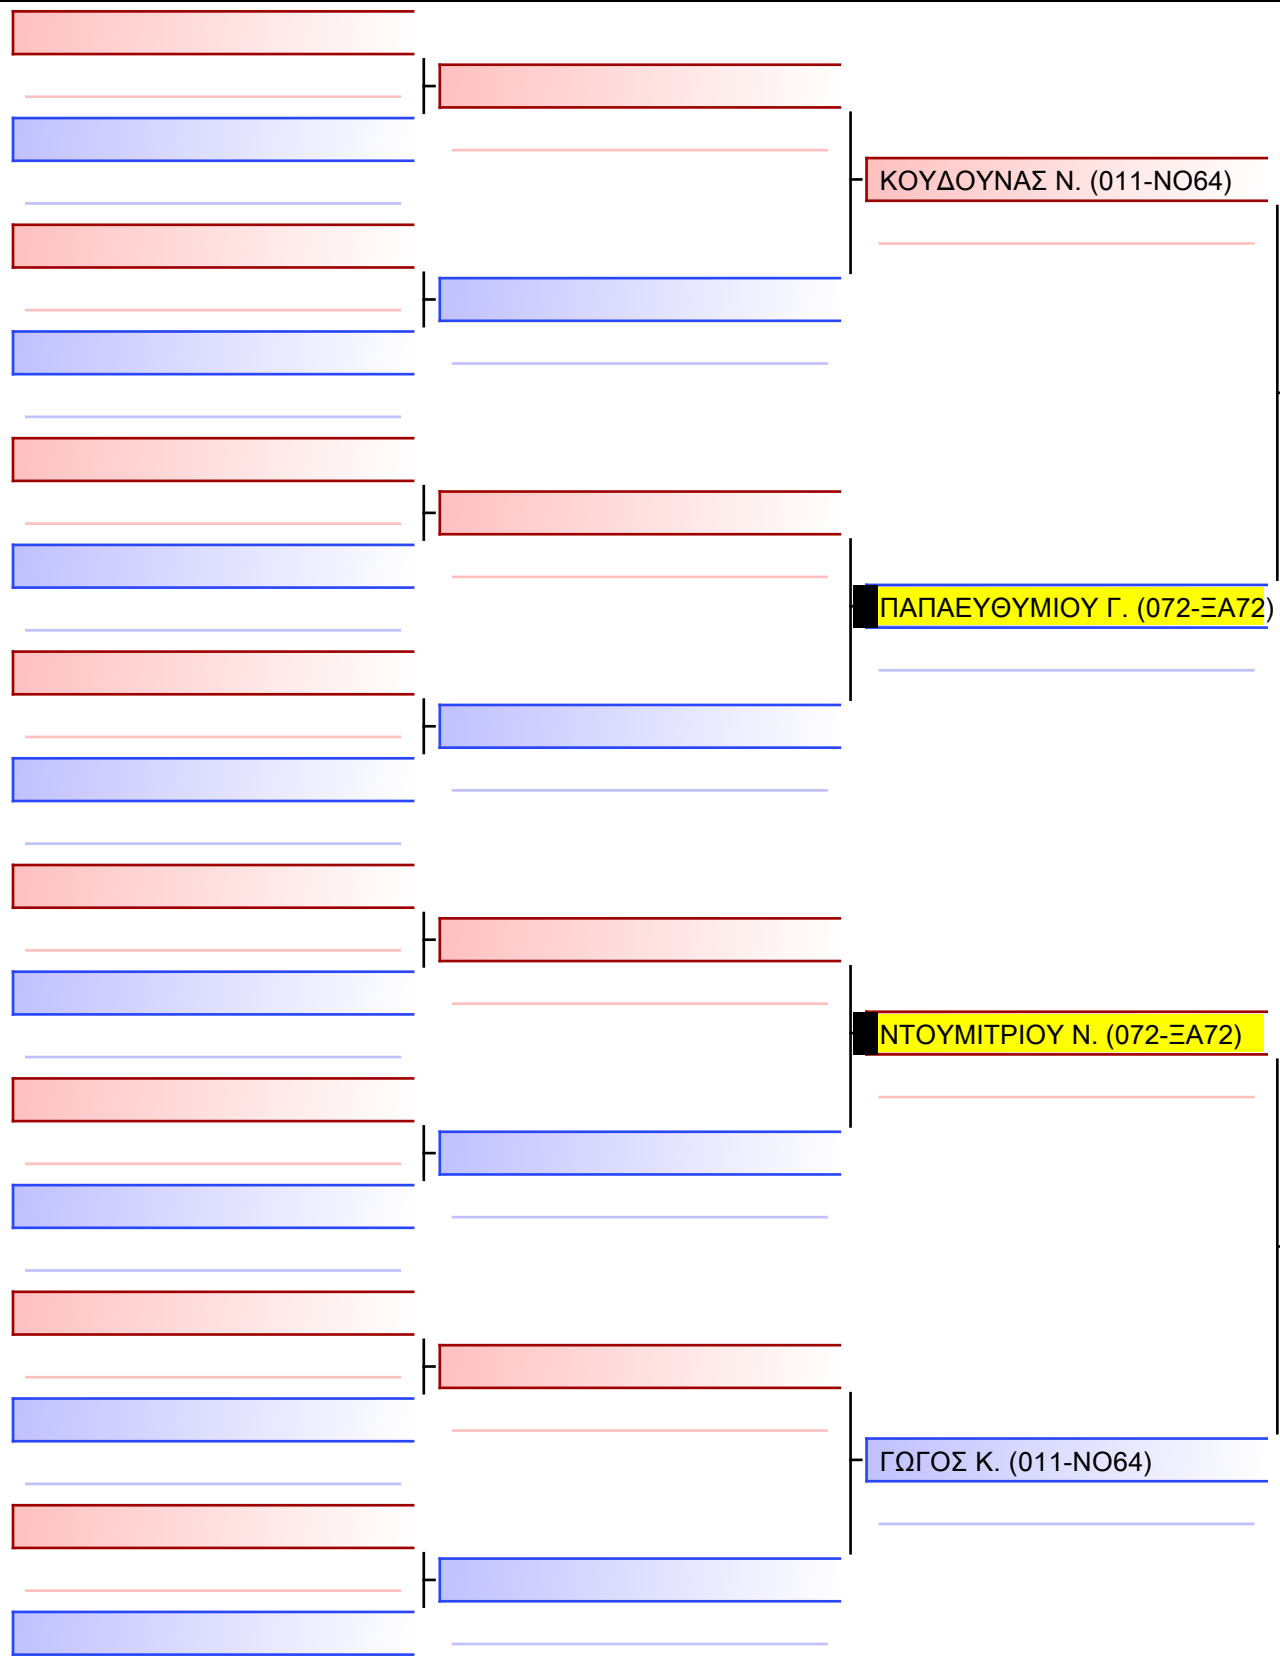 ΚΟΥΔΟΥΝΑΣ Ν. (011-ΝΟ64)
ΠΑΠΑΕΥΘΥΜΙΟΥ Γ. (072-ΞΑ72)
ΝΤΟΥΜΙΤΡΙΟΥ Ν. (072-ΞΑ72)
ΓΩΓΟΣ Κ. (011-ΝΟ64)